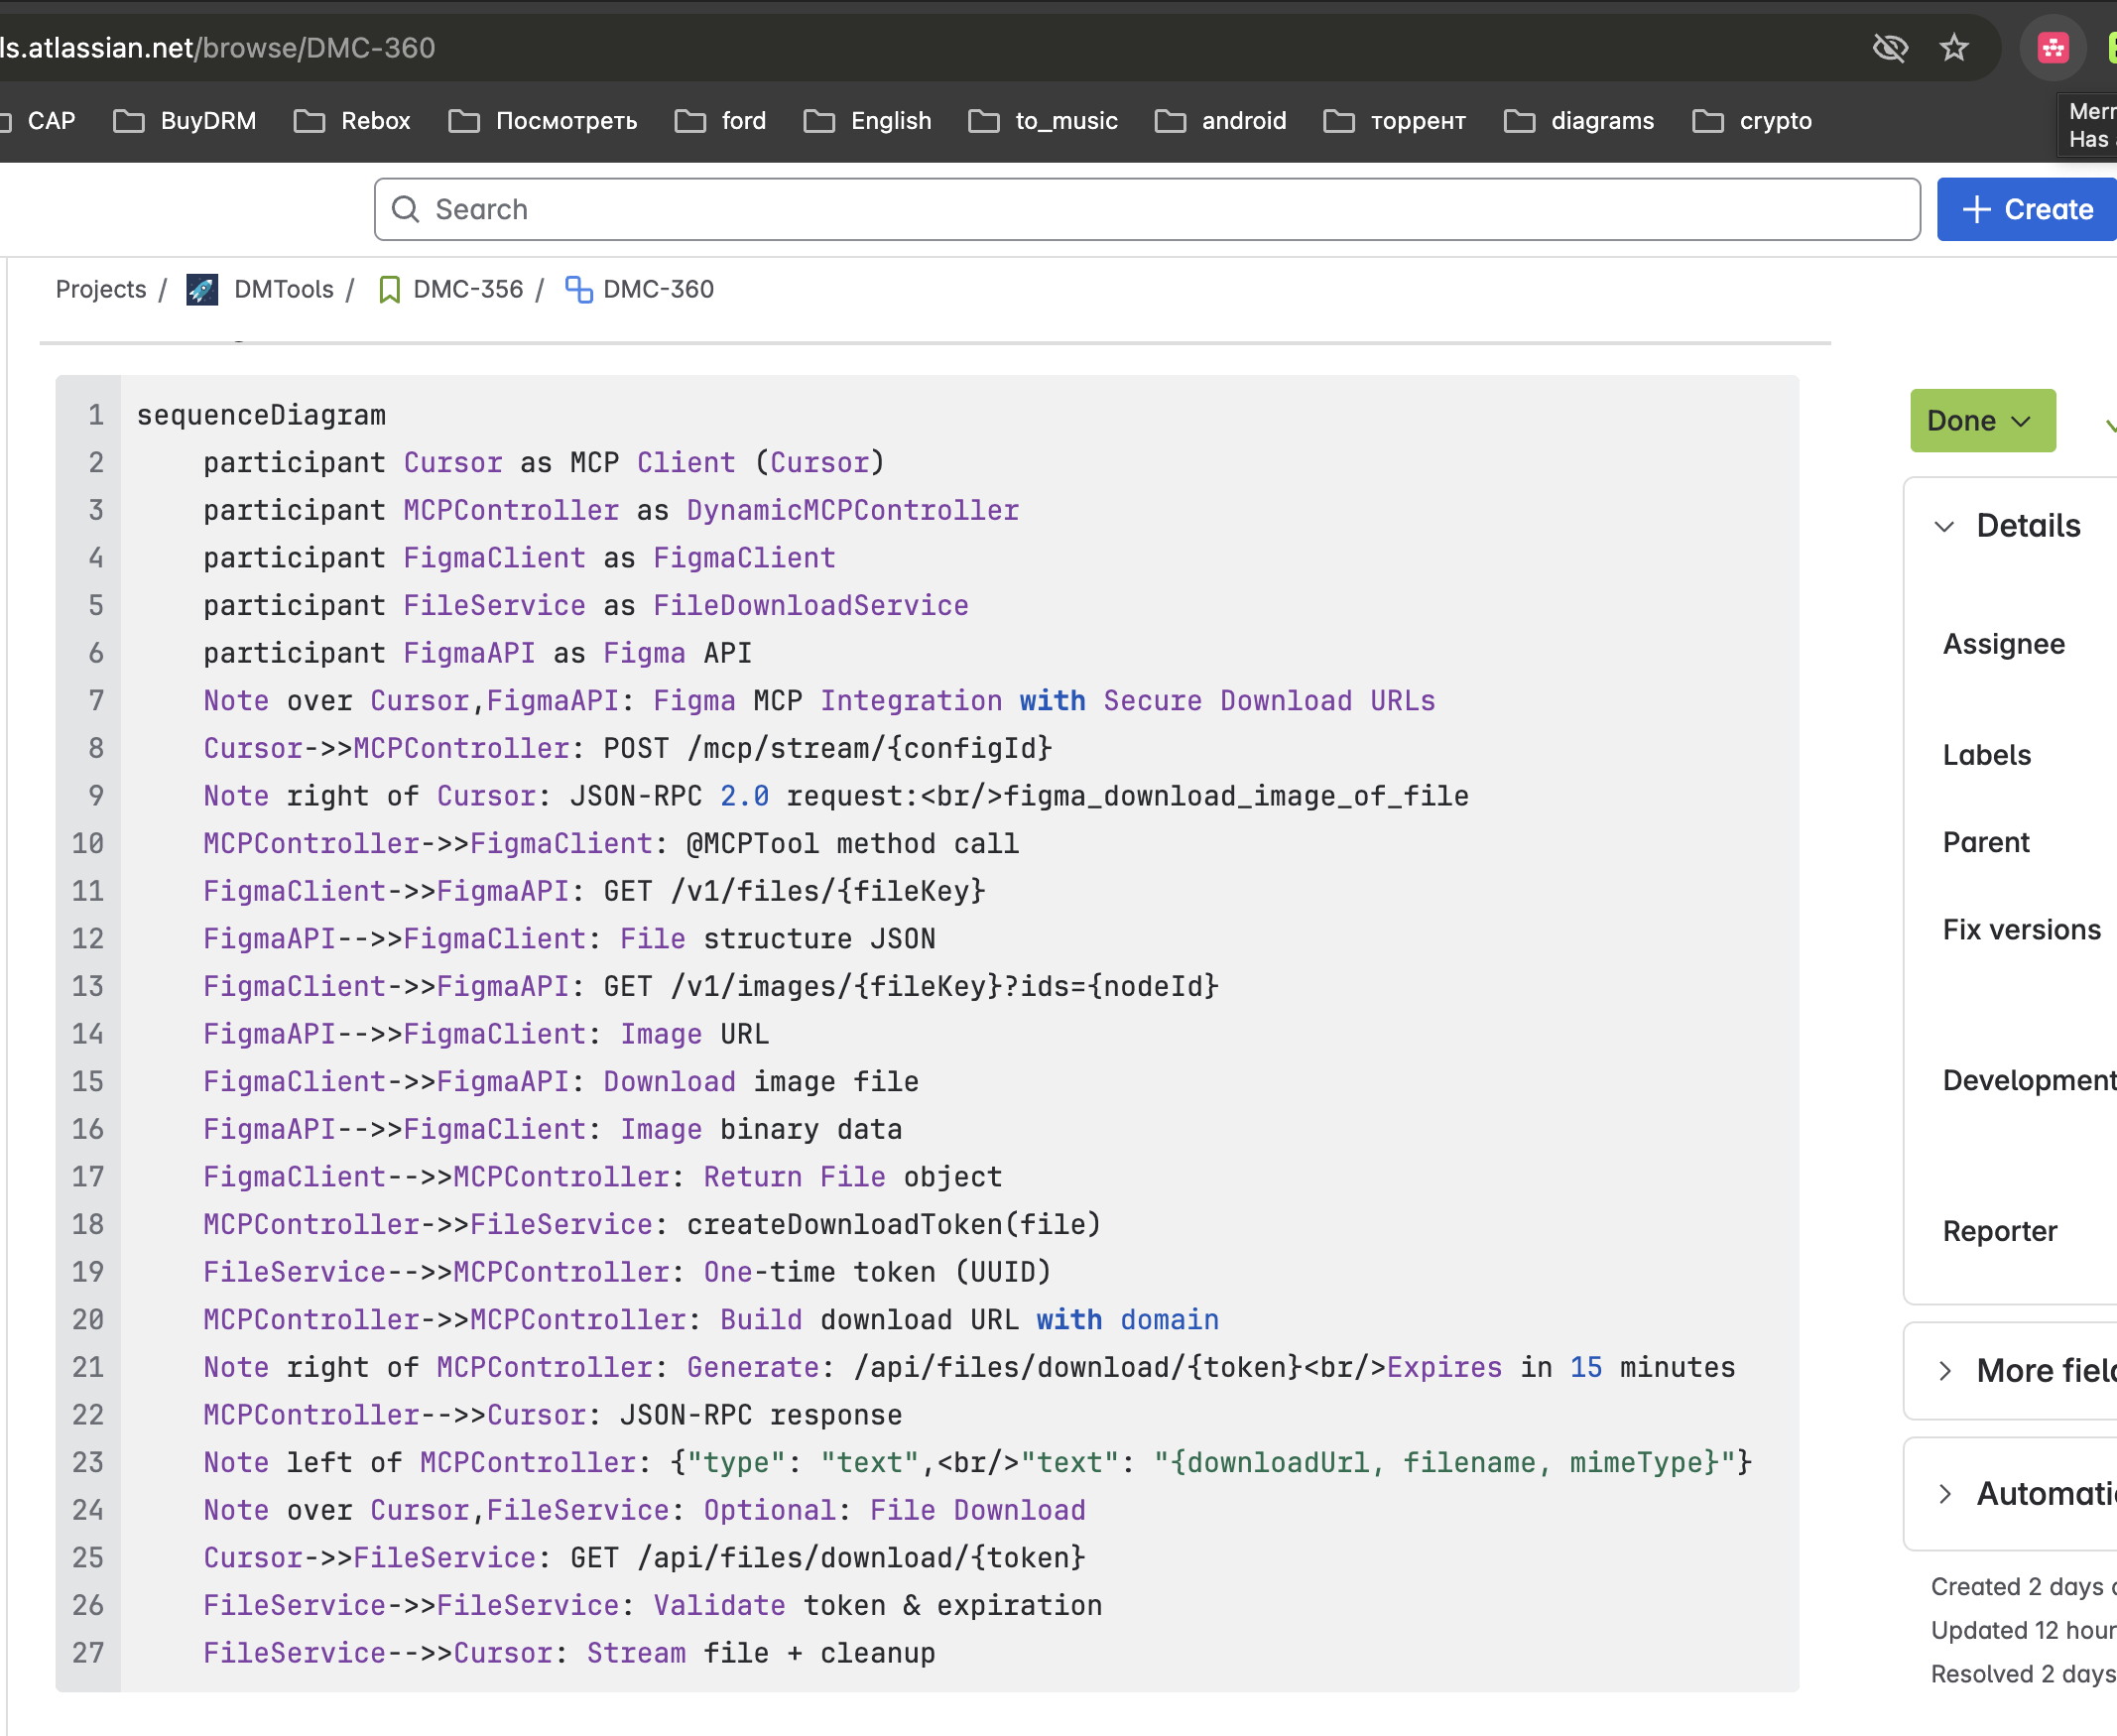 ls.atlassian.net/browse/DMC-360
CAP BuyDRM Rebox Посмотреть ford English to_music android торрент diagrams crypto
Has
Search
Create
Projects / DMTools / DMC-356 / DMC-360
1 sequenceDiagram
2 participant Cursor as MCP Client (Cursor)
3 participant MCPController as DynamicMCPController
4 participant FigmaClient as FigmaClient
5 participant FileService as FileDownloadService
6 participant FigmaAPI as Figma API
7 Note over Cursor,FigmaAPI: Figma MCP Integration with Secure Download URLs
8 Cursor->>MCPController: POST /mcp/stream/{configId}
9 Note right of Cursor: JSON-RPC 2.0 request:<br/>figma_download_image_of_file
10 MCPController->>FigmaClient: @MCPTool method call
11 FigmaClient->>FigmaAPI: GET /v1/files/{fileKey}
12 FigmaAPI-->>FigmaClient: File structure JSON
13 FigmaClient->>FigmaAPI: GET /v1/images/{fileKey}?ids={nodeId}
14 FigmaAPI-->>FigmaClient: Image URL
15 FigmaClient->>FigmaAPI: Download image file
16 FigmaAPI-->>FigmaClient: Image binary data
17 FigmaClient-->>MCPController: Return File object
18 MCPController->>FileService: createDownloadToken(file)
19 FileService-->>MCPController: One-time token (UUID)
20 MCPController->>MCPController: Build download URL with domain
21 Note right of MCPController: Generate: /api/files/download/{token}<br/>Expires in 15 minutes
22 MCPController-->>Cursor: JSON-RPC response
23 Note left of MCPController: {"type": "text",<br/>"text": "{downloadUrl, filename, mimeType}"}
24 Note over Cursor,FileService: Optional: File Download
25 Cursor->>FileService: GET /api/files/download/{token}
26 FileService->>FileService: Validate token & expiration
27 FileService-->>Cursor: Stream file + cleanup
Done
Details
Assignee
Labels
Parent
Fix versions
Development
Reporter
More
Created 2 days
Updated 12
Resolved 2 days